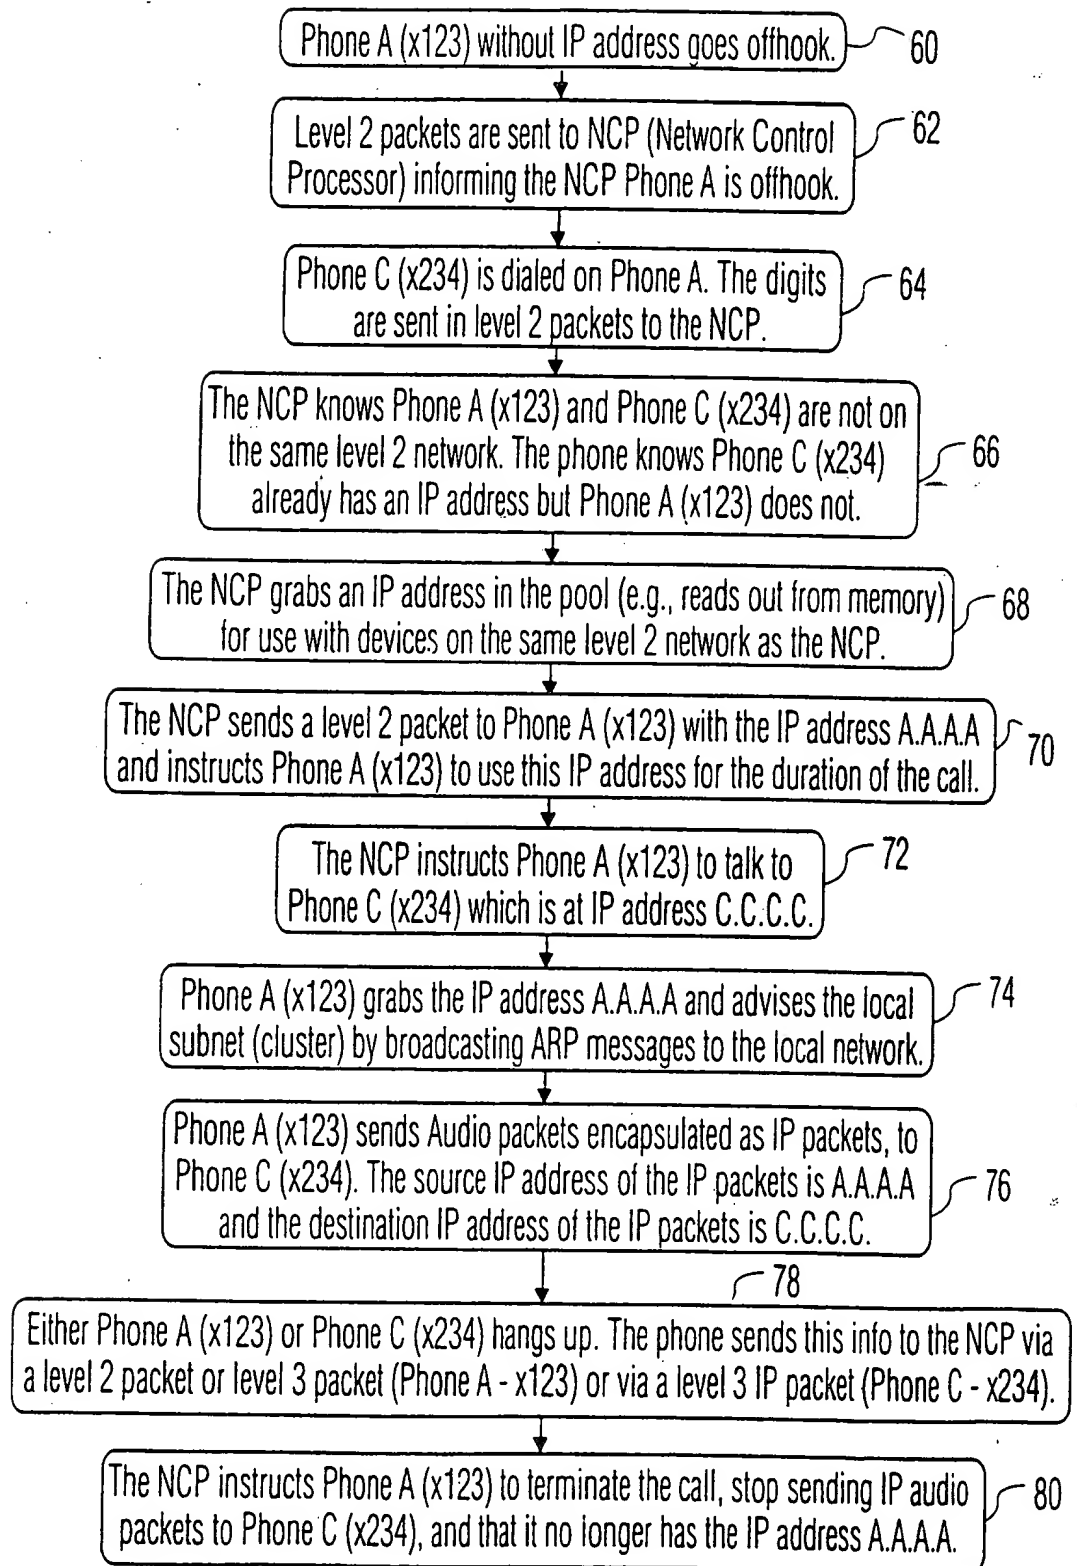 Phone A (x123) without IP address goes offhook.
60
Level 2 packets are sent to NCP (Network Control
Processor) informing the NCP Phone A is offhook.
62
Phone C (x234) is dialed on Phone A. The digits
are sent in level 2 packets to the NCP.
64
The NCP knows Phone A (x123) and Phone C (x234) are not on
the same level 2 network. The phone knows Phone C (x234)
already has an IP address but Phone A (x123) does not.
66
The NCP grabs an IP address in the pool (e.g., reads out from memory)
for use with devices on the same level 2 network as the NCP.
68
The NCP sends a level 2 packet to Phone A (x123) with the IP address A.A.A.A
and instructs Phone A (x123) to use this IP address for the duration of the call.
70
The NCP instructs Phone A (x123) to talk to
Phone C (x234) which is at IP address C.C.C.C.
72
Phone A (x123) grabs the IP address A.A.A.A and advises the local
subnet (cluster) by broadcasting ARP messages to the local network.
74
Phone A (x123) sends Audio packets encapsulated as IP packets, to
Phone C (x234). The source IP address of the IP packets is A.A.A.A
and the destination IP address of the IP packets is C.C.C.C.
76
78
Either Phone A (x123) or Phone C (x234) hangs up. The phone sends this info to the NCP via
a level 2 packet or level 3 packet (Phone A - x123) or via a level 3 IP packet (Phone C - x234).
The NCP instructs Phone A (x123) to terminate the call, stop sending IP audio
packets to Phone C (x234), and that it no longer has the IP address A.A.A.A.
80